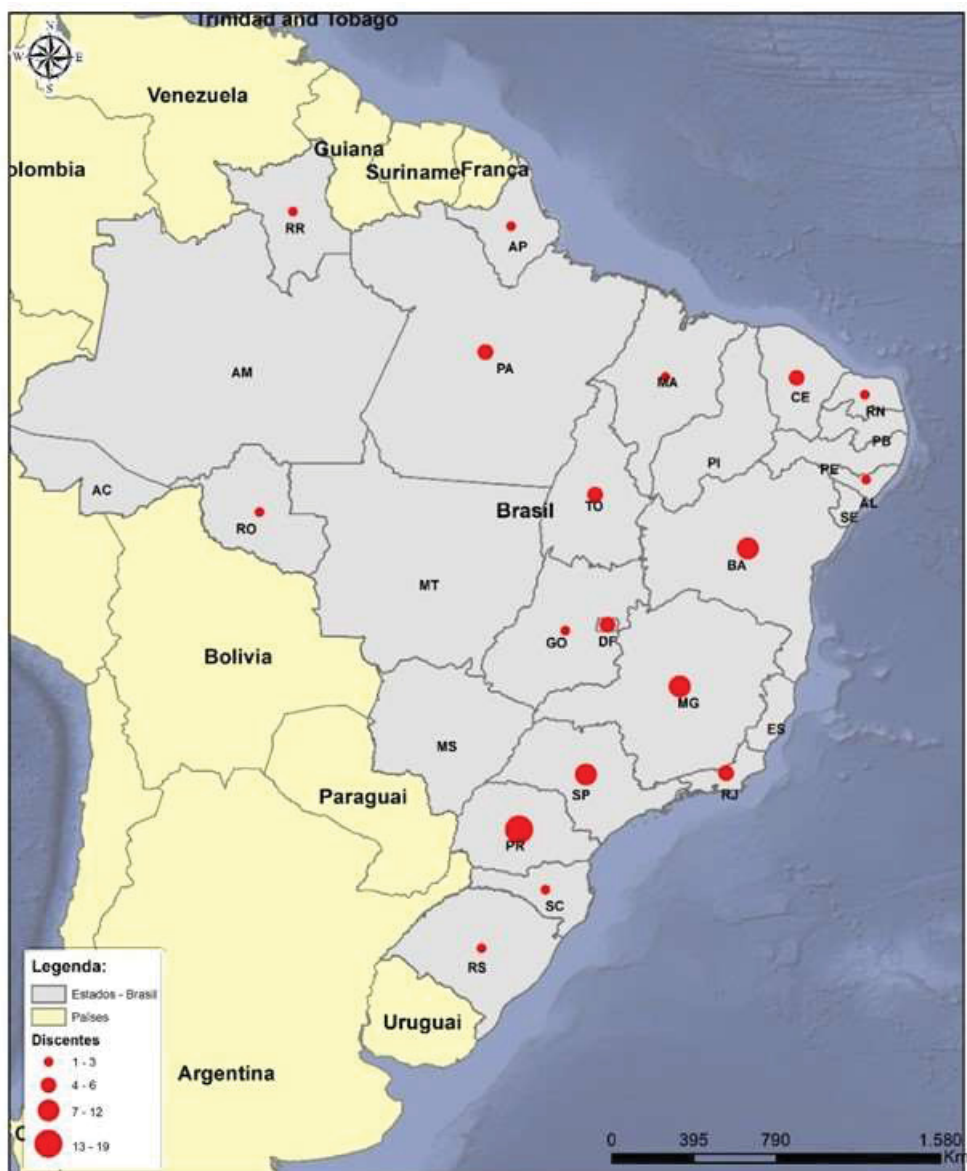 Trinidad and Tobago
N
W E
S
Venezuela
Guiana
Suriname
França
olombia
RR
AP
AM
PA
MA
CE
RN
PB
PI
PE
AL
SE
AC
RO
Brasil
TO
BA
MT
GO
DF
Bolivia
MG
ES
MS
SP
RJ
Paraguai
PR
SC
RS
Legenda:
Estados - Brasil
Países
Discentes
1 - 3
4 - 6
7 - 12
13 - 19
Uruguai
Argentina
C
0 395 790 1.580
Km